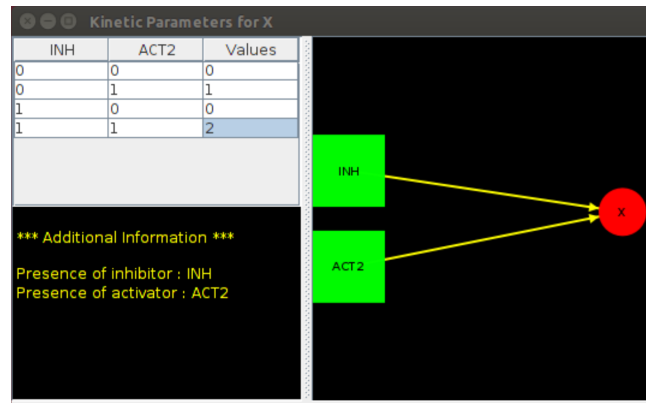 Kinetic Parameters for X
INH ACT2 Values
0 0 0
0 1 1
1 0 0
1 1 2
*** Additional Information ***
Presence of inhibitor : INH
Presence of activator : ACT2
INH
X
ACT2